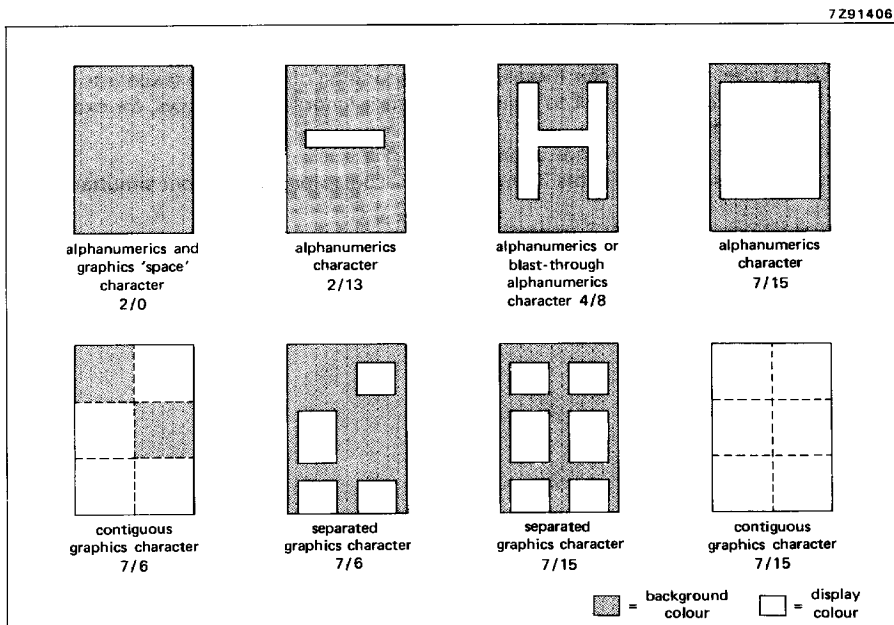 7Z91406
alphanumerics and
graphics 'space'
character
2/0
alphanumerics
character
2/13
alphanumerics or
blast-through
alphanumerics
character 4/8
alphanumerics
character
7/15
contiguous
graphics character
7/6
separated
graphics character
7/6
separated
graphics character
7/15
contiguous
graphics character
7/15
= background
colour
= display
colour